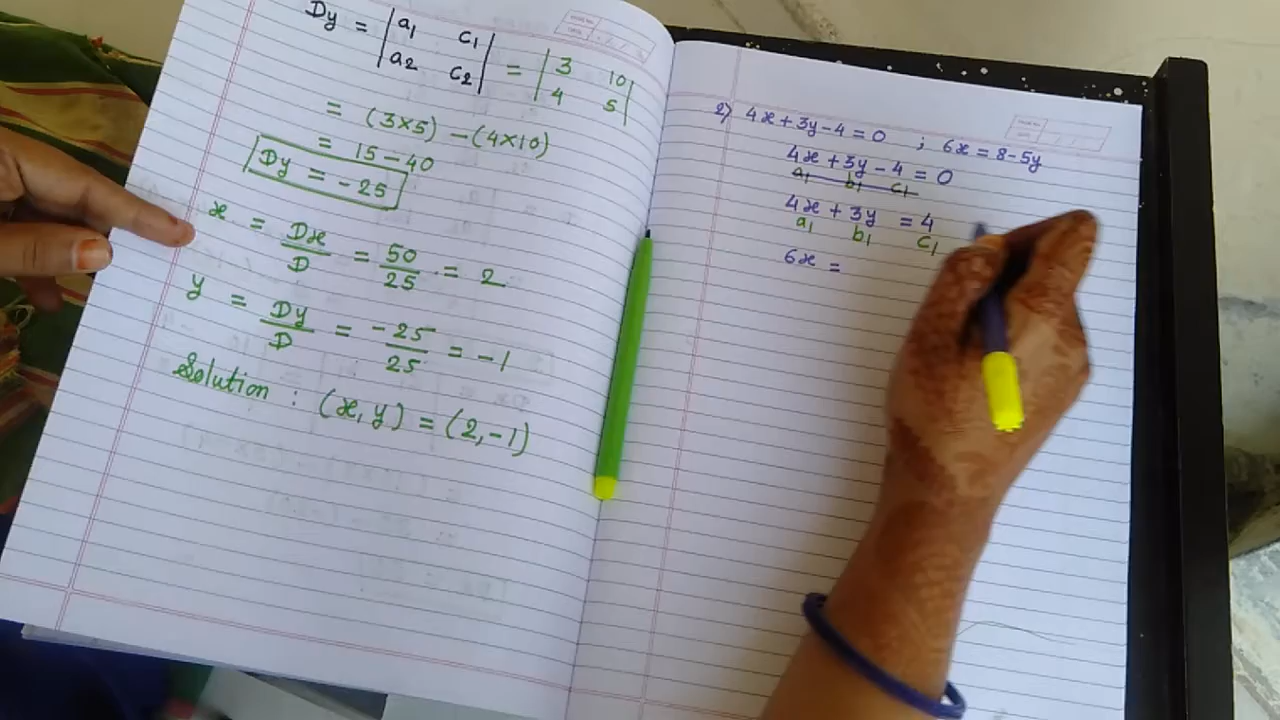 Dy = | a₁ c₁ | = | 3 10 |
| a₂ c₂ | | 4 5 |
= (3×5) - (4×10)
= 15 - 40
Dy = -25
x = Dx/D = 50/25 = 2
y = Dy/D = -25/25 = -1
Solution : (x, y) = (2, -1)
2) 4x + 3y - 4 = 0 ; 6x = 8 - 5y
4x + 3y - 4 = 0
a₁ b₁ c₁
4x + 3y = 4
a₁ b₁ c₁
6x =